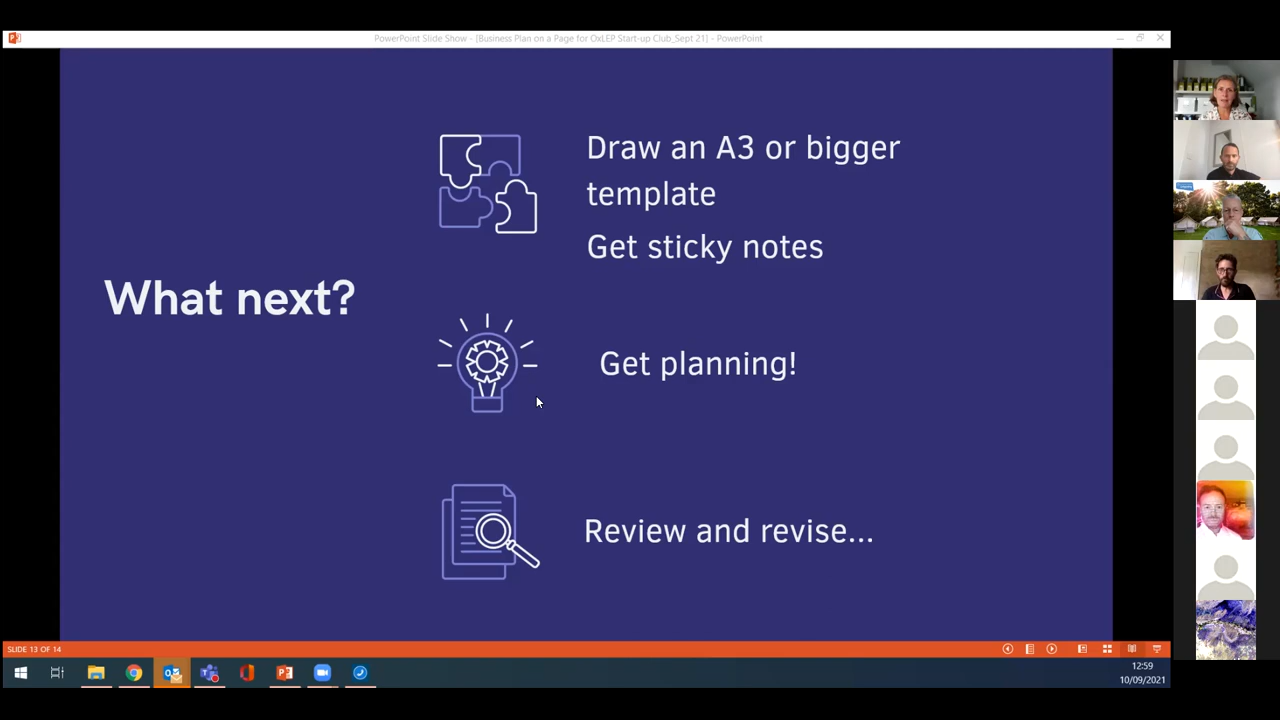 PowerPoint Slide Show - [Business Plan on a Page for OxLEP Start-up Club_Sept 21] - PowerPoint
Draw an A3 or bigger
template
Get sticky notes
What next?
Get planning!
Review and revise...
SLIDE 13 OF 14
12:59
10/09/2021